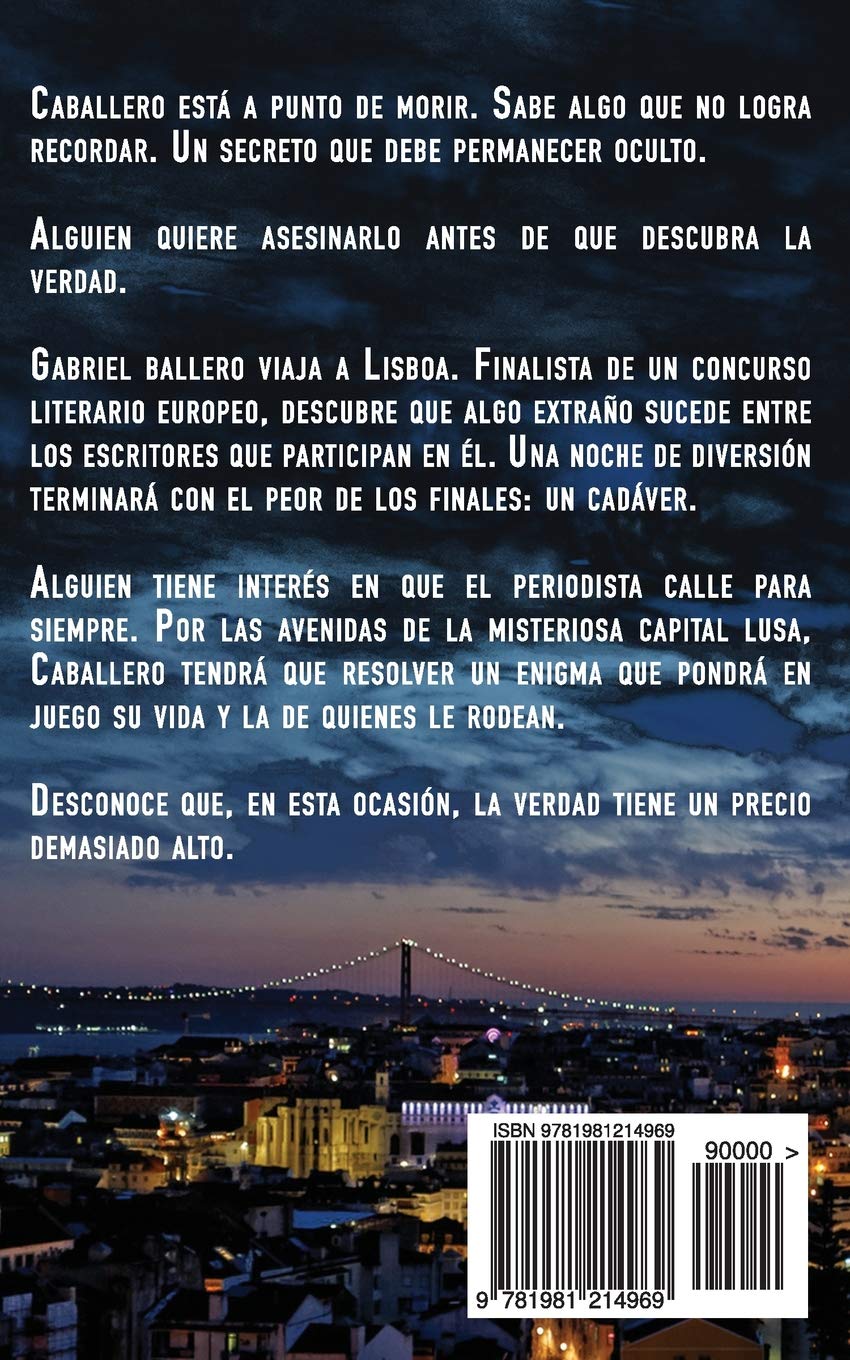 Caballero está a punto de morir. Sabe algo que no logra
recordar. Un secreto que debe permanecer oculto.
Alguien quiere asesinarlo antes de que descubra la
verdad.
Gabriel ballero viaja a Lisboa. Finalista de un concurso
literario europeo, descubre que algo extraño sucede entre
los escritores que participan en él. Una noche de diversión
terminará con el peor de los finales: un cadáver.
Alguien tiene interés en que el periodista calle para
siempre. Por las avenidas de la misteriosa capital lusa,
Caballero tendrá que resolver un enigma que pondrá en
juego su vida y la de quienes le rodean.
Desconoce que, en esta ocasión, la verdad tiene un precio
demasiado alto.
ISBN 9781981214969
90000 >
9 781981 214969